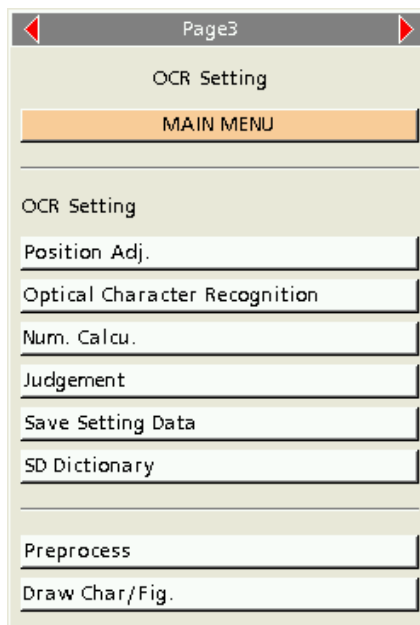 Page3
OCR Setting
MAIN MENU
OCR Setting
Position Adj.
Optical Character Recognition
Num. Calcu.
Judgement
Save Setting Data
SD Dictionary
Preprocess
Draw Char/Fig.